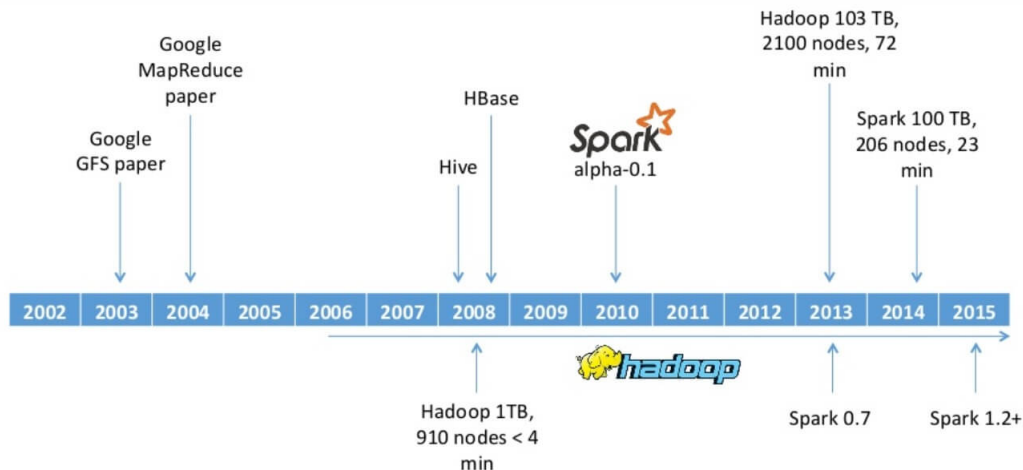 Google
GFS paper
Google
MapReduce
paper
Hive
HBase
Spark
alpha-0.1
Hadoop 103 TB,
2100 nodes, 72
min
Spark 100 TB,
206 nodes, 23
min
2002 2003 2004 2005 2006 2007 2008 2009 2010 2011 2012 2013 2014 2015
hadoop
Hadoop 1TB,
910 nodes < 4
min
Spark 0.7
Spark 1.2+